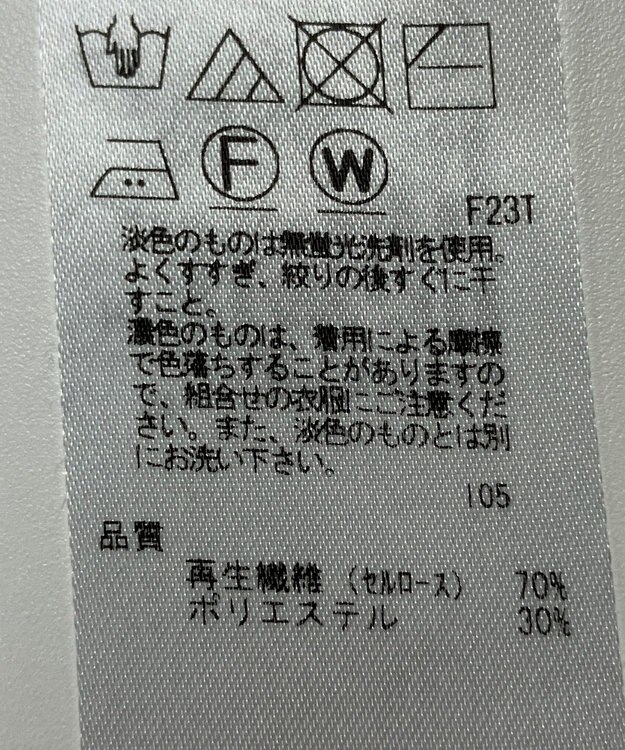 F W
F23T
淡色のものは無蛍光洗剤を使用。
よくすすぎ、絞りの後すぐに干
すこと。
濃色のものは、着用による摩擦
で色落ちすることがありますの
で、組合せの衣服にご注意くだ
さい。また、淡色のものとは別
にお洗い下さい。
105
品質
再生繊維 (セルロース) 70%
ポリエステル 30%